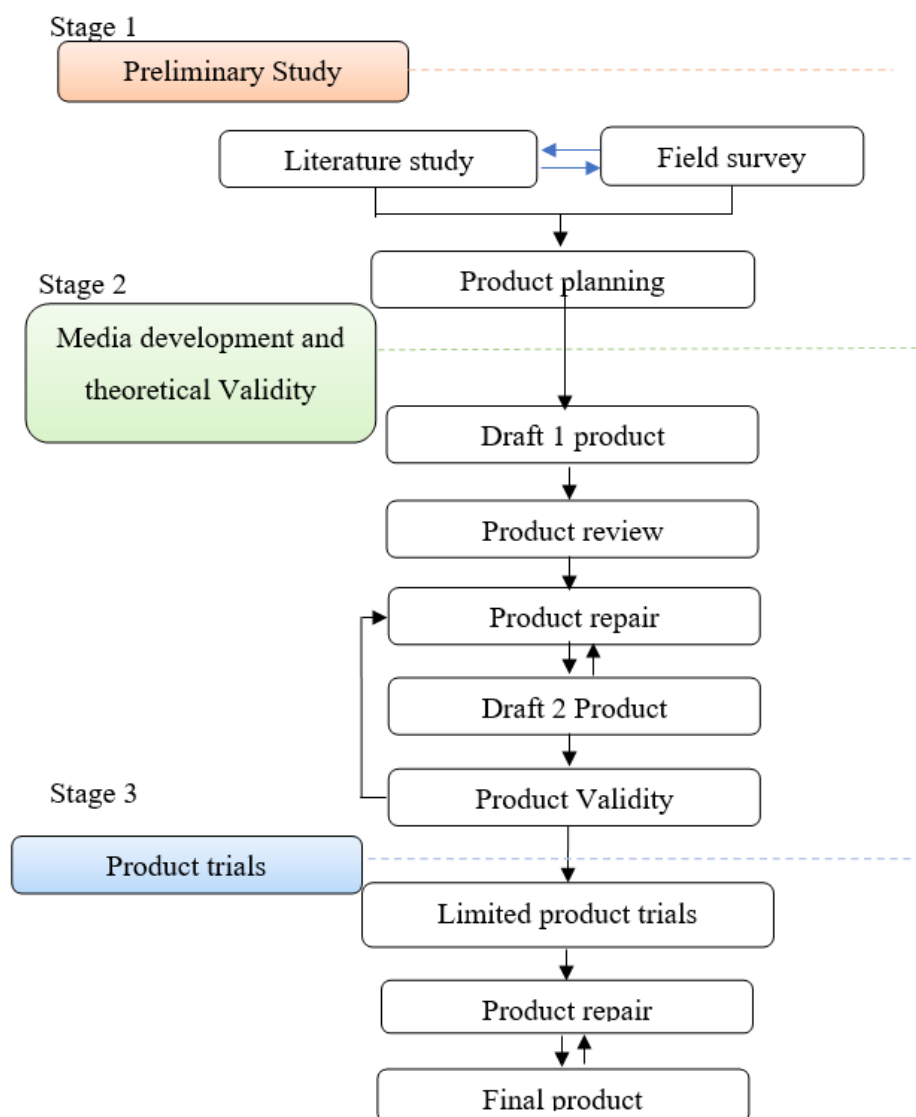 Stage 1
Preliminary Study
Literature study
Field survey
Product planning
Stage 2
Media development and
theoretical Validity
Draft 1 product
Product review
Product repair
Draft 2 Product
Product Validity
Stage 3
Product trials
Limited product trials
Product repair
Final product